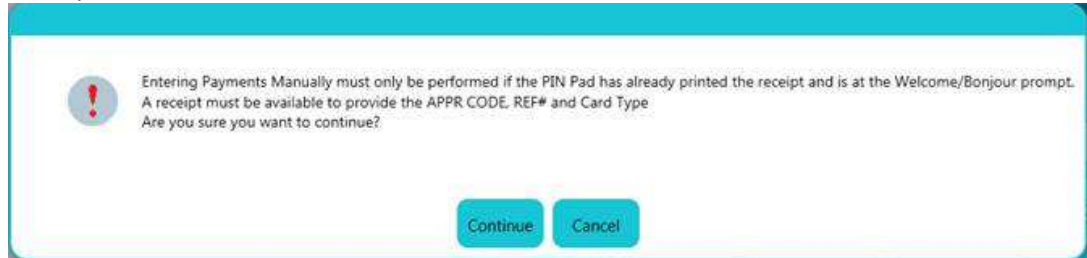 Entering Payments Manually must only be performed if the PIN Pad has already printed the receipt and is at the Welcome/Bonjour prompt.
A receipt must be available to provide the APPR CODE, REF# and Card Type
Are you sure you want to continue?
Continue
Cancel